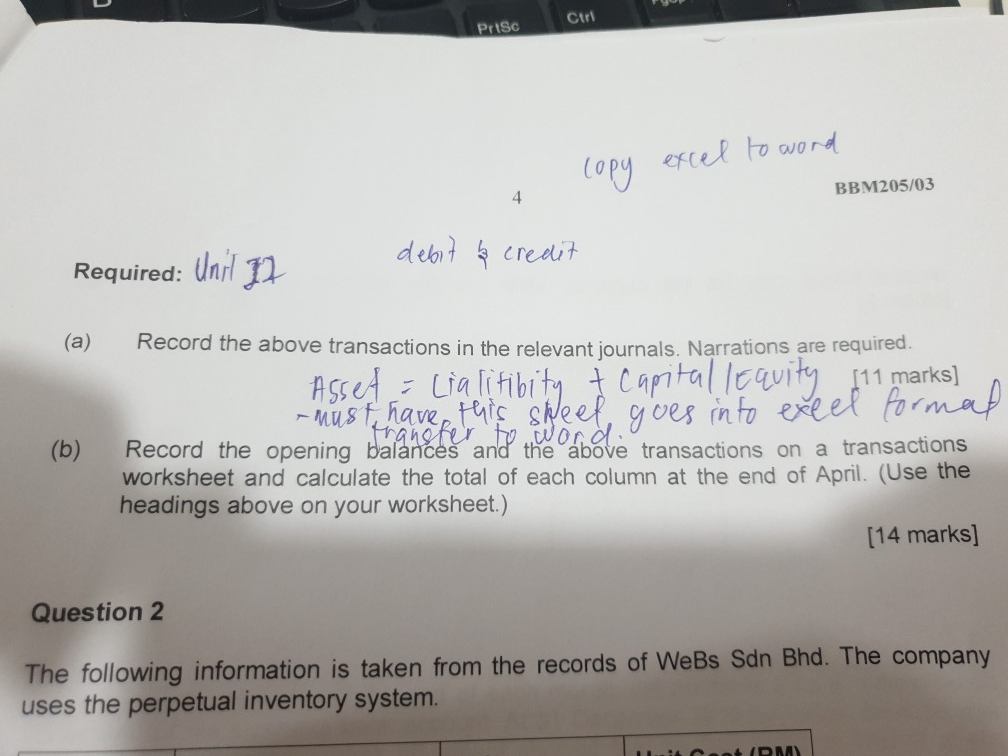 PrtSc
Ctrl
copy excel to word
4
BBM205/03
debit & credit
Required: Unit
(a) Record the above transactions in the relevant journals. Narrations are required.
Asset = Lialitibity + Capital/Equity [11 marks]
- must have this sheet, goes into excel format
transfer to word.
(b) Record the opening balances and the above transactions on a transactions
worksheet and calculate the total of each column at the end of April. (Use the
headings above on your worksheet.)
[14 marks]
Question 2
The following information is taken from the records of WeBs Sdn Bhd. The company
uses the perpetual inventory system.
Unit Cost (RM)